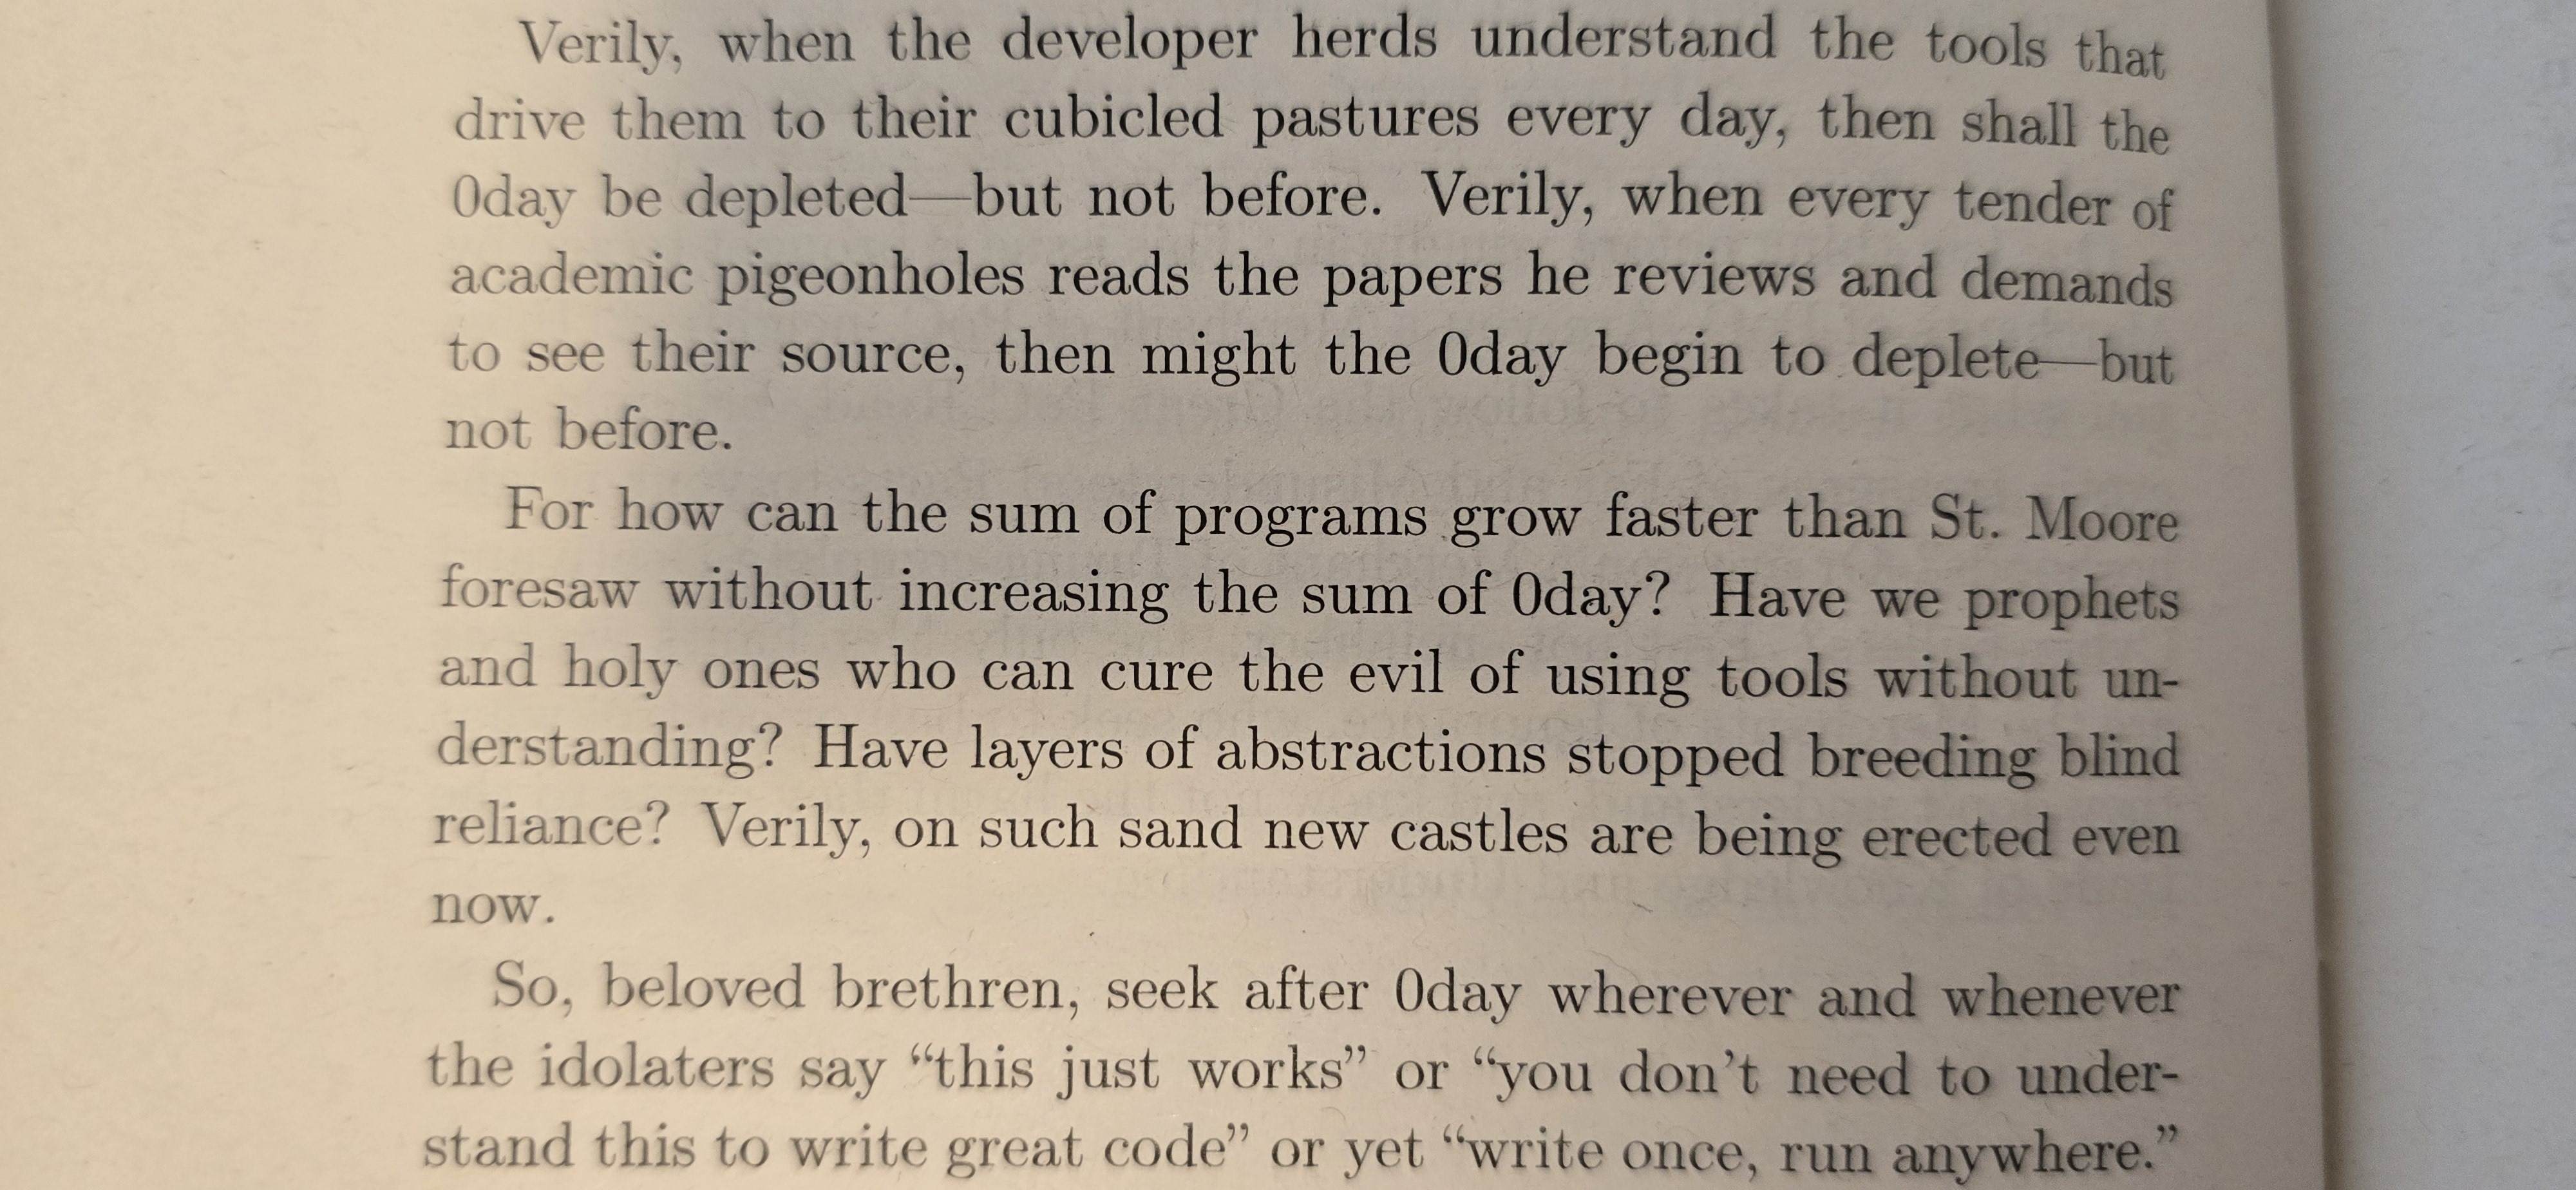 Verily, when the developer herds understand the tools that
drive them to their cubicled pastures every day, then shall the
0day be depleted—but not before. Verily, when every tender of
academic pigeonholes reads the papers he reviews and demands
to see their source, then might the 0day begin to deplete—but
not before.
For how can the sum of programs grow faster than St. Moore
foresaw without increasing the sum of 0day? Have we prophets
and holy ones who can cure the evil of using tools without un-
derstanding? Have layers of abstractions stopped breeding blind
reliance? Verily, on such sand new castles are being erected even
now.
So, beloved brethren, seek after 0day wherever and whenever
the idolaters say “this just works” or “you don’t need to under-
stand this to write great code” or yet “write once, run anywhere.”